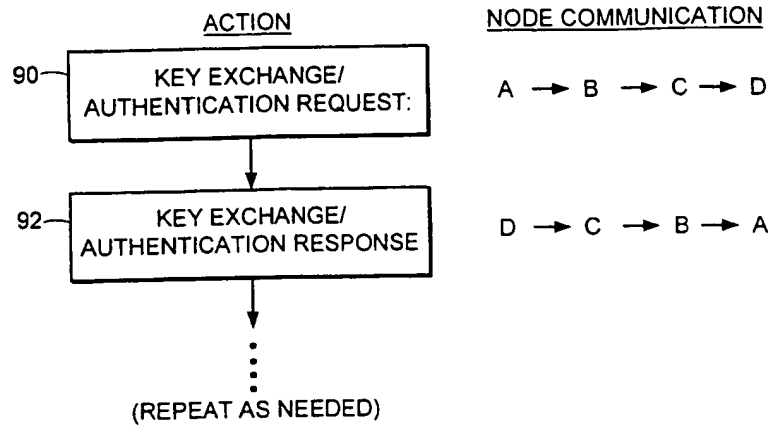 ACTION
NODE COMMUNICATION
90
KEY EXCHANGE/
AUTHENTICATION REQUEST:
A → B → C → D
92
KEY EXCHANGE/
AUTHENTICATION RESPONSE
D → C → B → A
(REPEAT AS NEEDED)